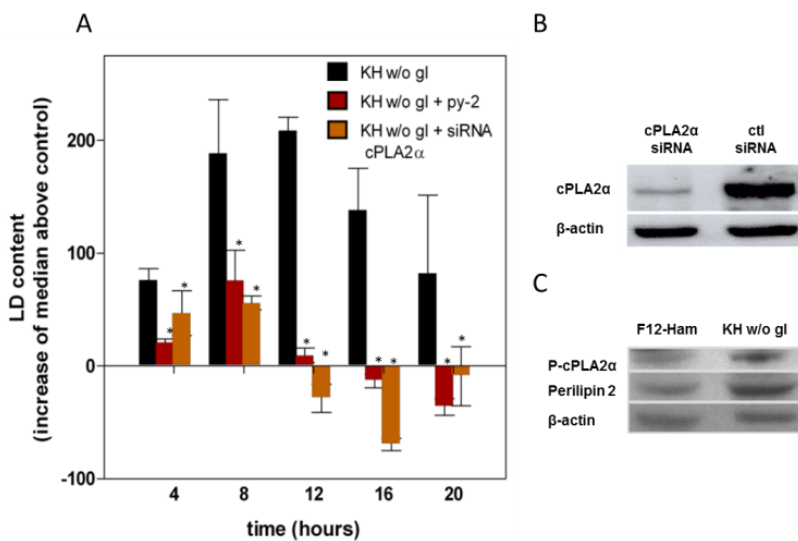 A
LD content
(increase of median above control)
200
100
0
-100
KH w/o gl
KH w/o gl + py-2
KH w/o gl + siRNA
cPLA2α
* *
* *
* *
* *
* *
4 8 12 16 20
time (hours)
B
cPLA2α siRNA
ctl siRNA
cPLA2α
β-actin
C
F12-Ham KH w/o gl
P-cPLA2α
Perilipin 2
β-actin